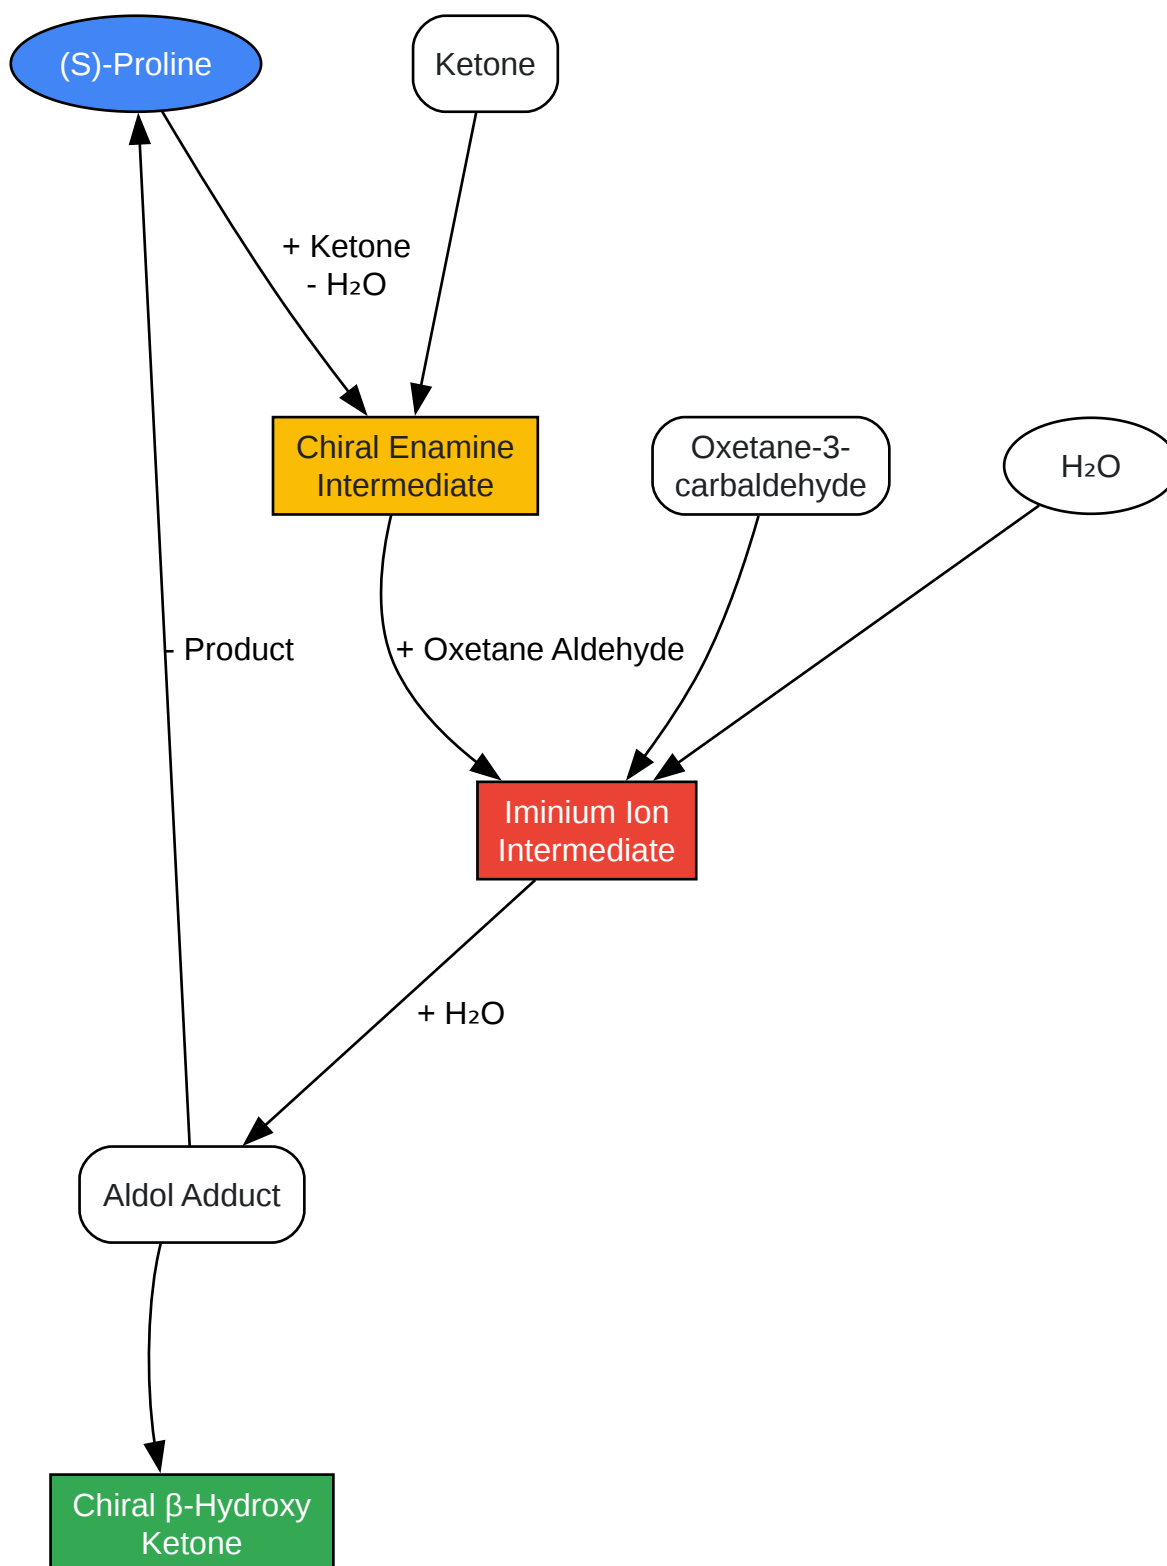 (S)-Proline
Ketone
+ Ketone
- H₂O
Chiral Enamine
Intermediate
Oxetane-3-
carbaldehyde
H₂O
- Product
+ Oxetane Aldehyde
Iminium Ion
Intermediate
+ H₂O
Aldol Adduct
Chiral β-Hydroxy
Ketone